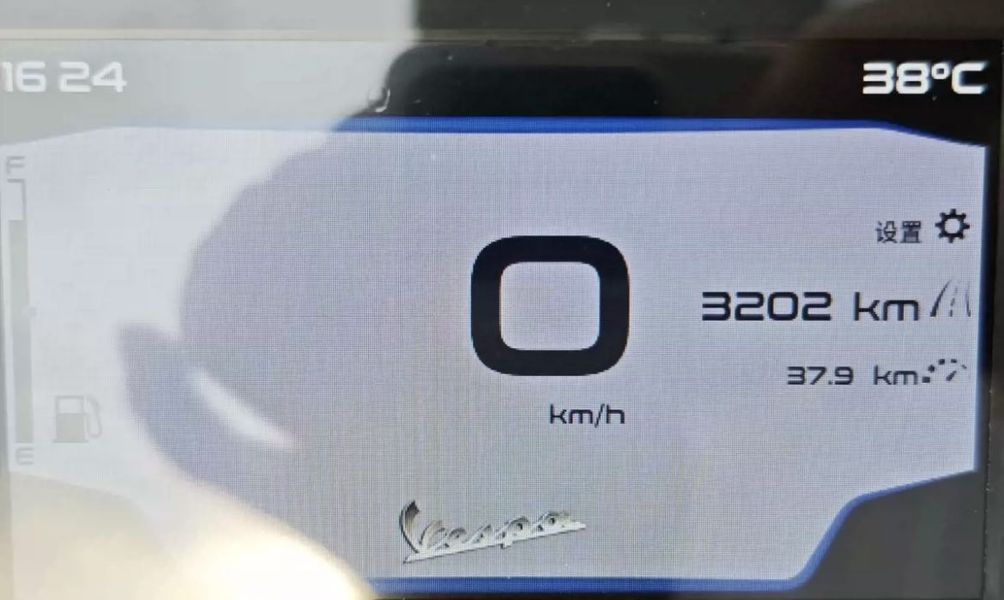 16 24
38°C
F
设置
0
3202 km
37.9 km
km/h
E
Vespa